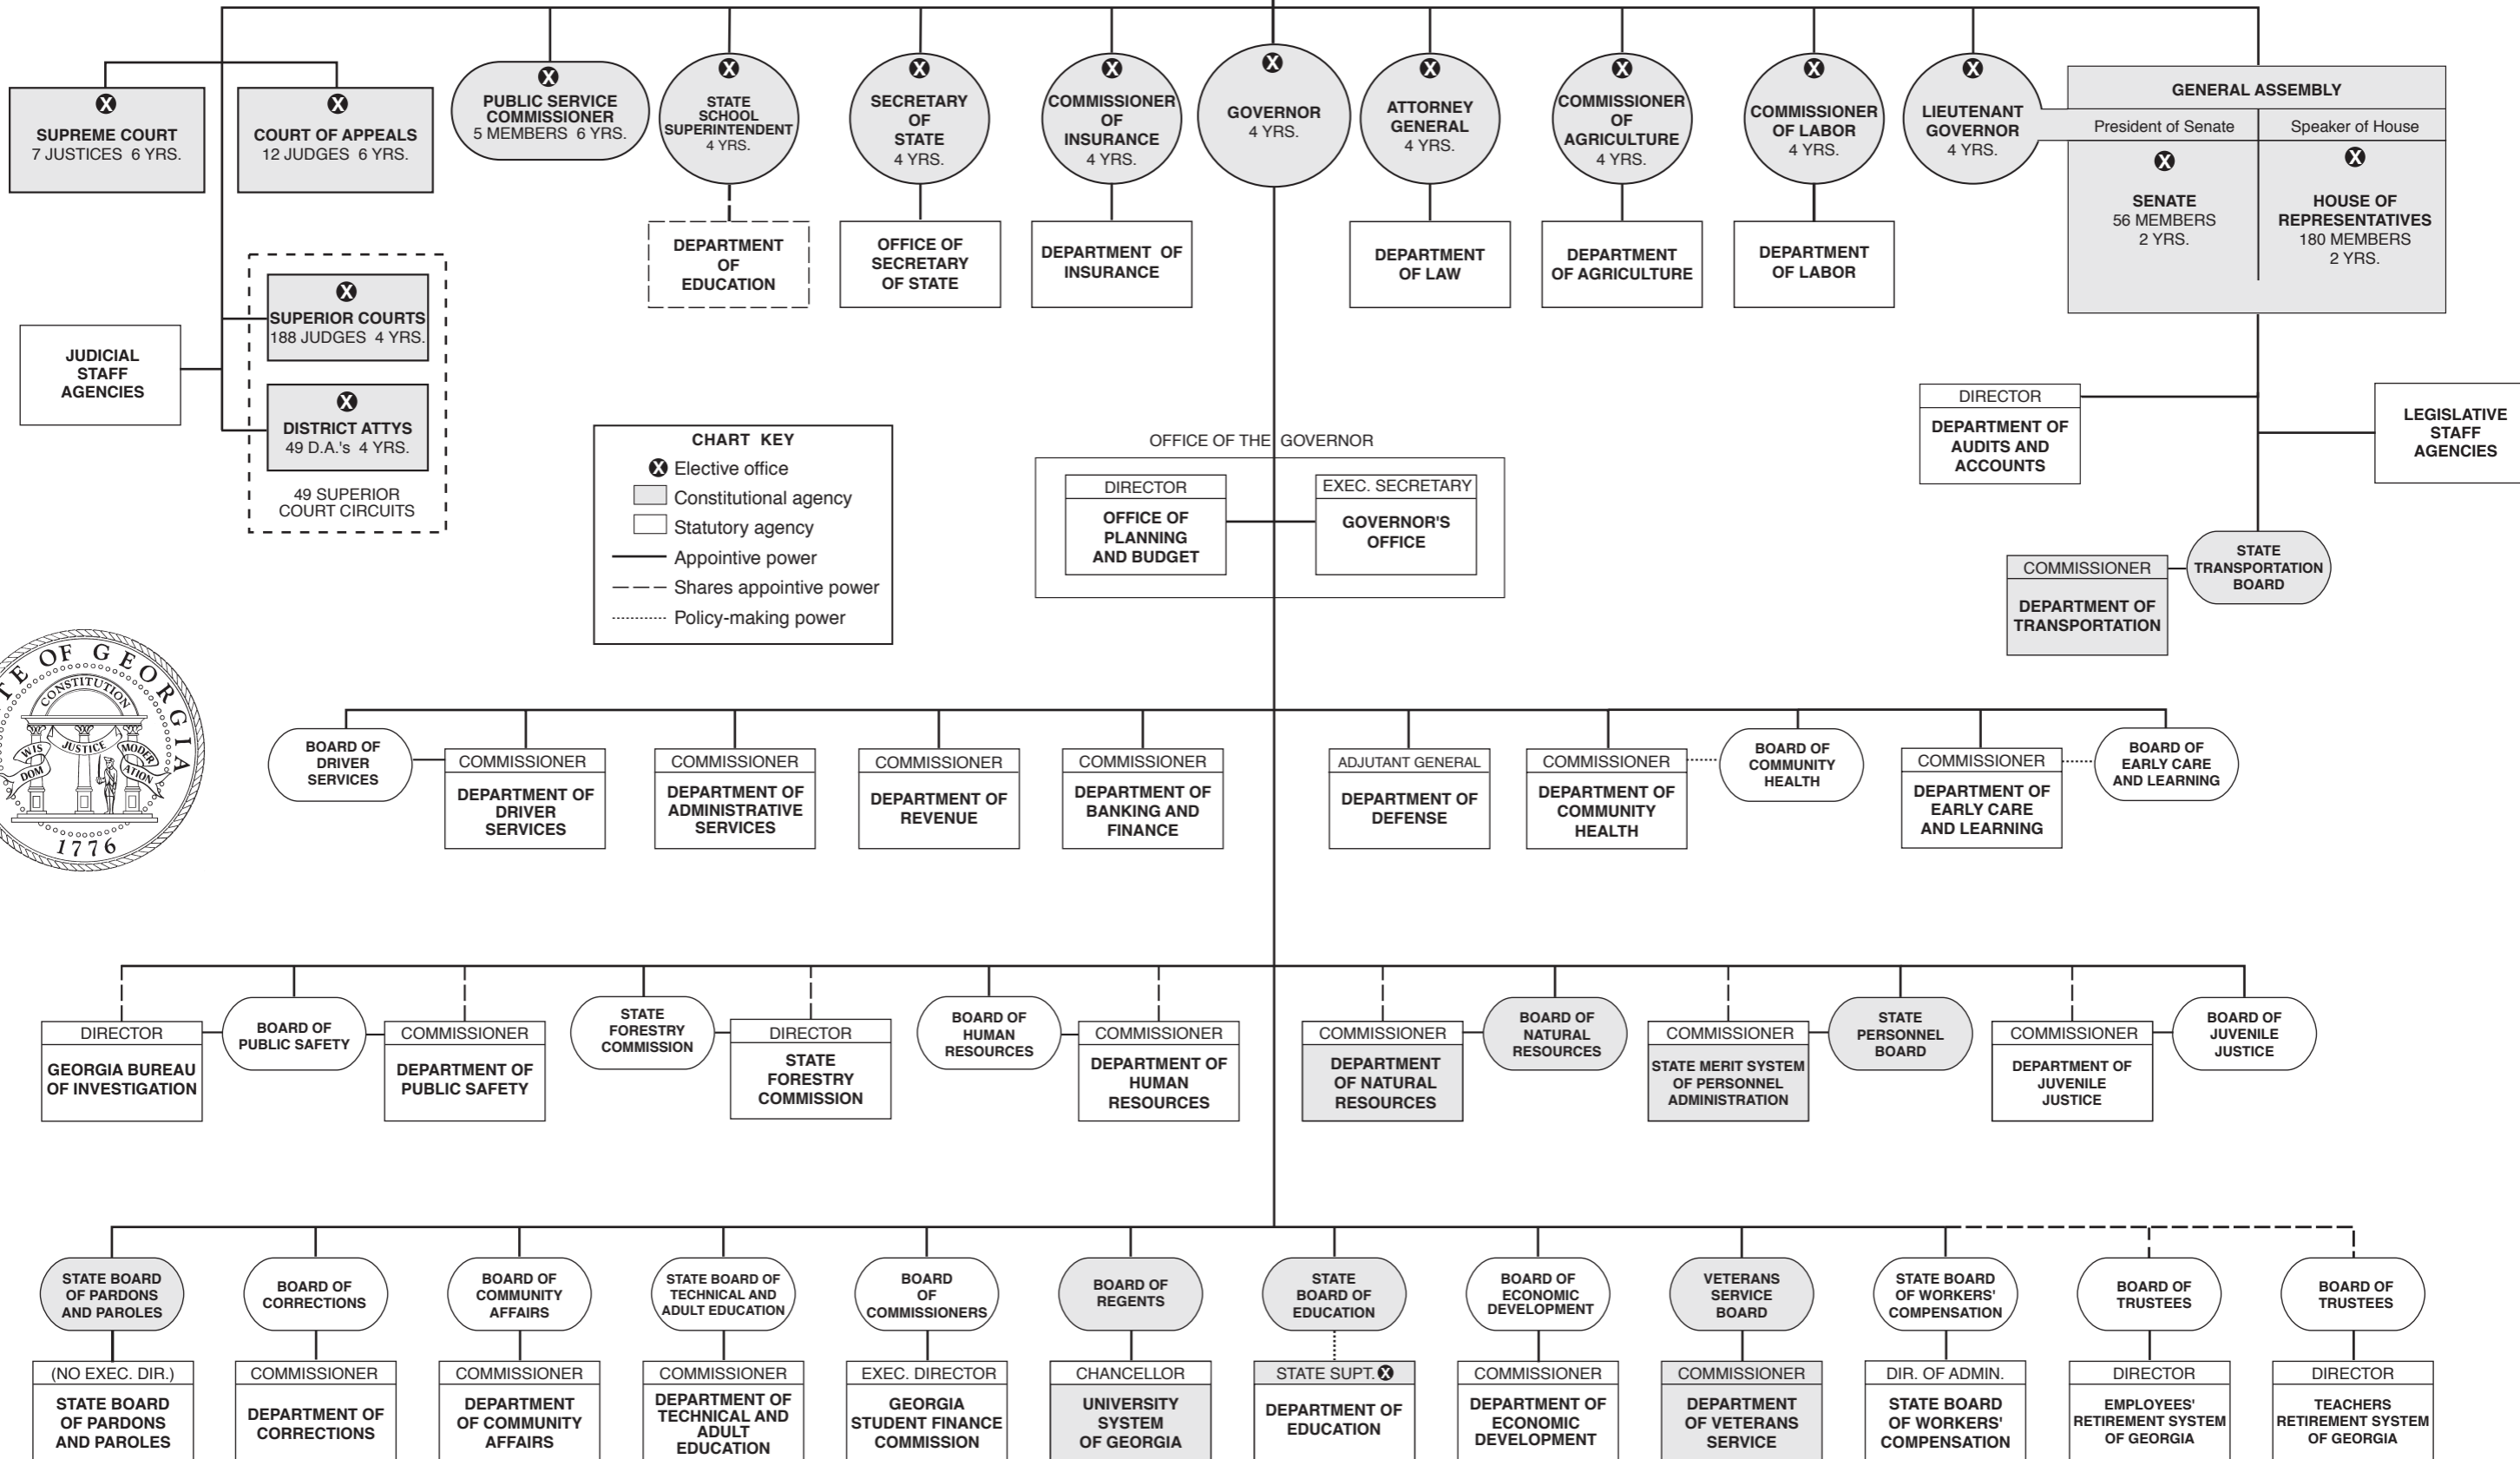 SUPREME COURT
7 JUSTICES 6 YRS.
COURT OF APPEALS
12 JUDGES 6 YRS.
PUBLIC SERVICE
COMMISSIONER
5 MEMBERS 6 YRS.
STATE
SCHOOL
SUPERINTENDENT
4 YRS.
SECRETARY
OF
STATE
4 YRS.
COMMISSIONER
OF
INSURANCE
4 YRS.
GOVERNOR
4 YRS.
ATTORNEY
GENERAL
4 YRS.
COMMISSIONER
OF
AGRICULTURE
4 YRS.
COMMISSIONER
OF LABOR
4 YRS.
LIEUTENANT
GOVERNOR
4 YRS.
GENERAL ASSEMBLY
President of Senate
Speaker of House
SENATE
56 MEMBERS
2 YRS.
HOUSE OF
REPRESENTATIVES
180 MEMBERS
2 YRS.
DEPARTMENT
OF
EDUCATION
OFFICE OF
SECRETARY
OF STATE
DEPARTMENT OF
INSURANCE
DEPARTMENT
OF LAW
DEPARTMENT
OF AGRICULTURE
DEPARTMENT
OF LABOR
SUPERIOR COURTS
188 JUDGES 4 YRS.
JUDICIAL
STAFF
AGENCIES
DISTRICT ATTYS
49 D.A.'s 4 YRS.
49 SUPERIOR
COURT CIRCUITS
CHART KEY
X Elective office
Constitutional agency
Statutory agency
Appointive power
Shares appointive power
Policy-making power
OFFICE OF THE GOVERNOR
DIRECTOR
OFFICE OF
PLANNING
AND BUDGET
EXEC. SECRETARY
GOVERNOR'S
OFFICE
DIRECTOR
DEPARTMENT OF
AUDITS AND
ACCOUNTS
LEGISLATIVE
STAFF
AGENCIES
STATE
TRANSPORTATION
BOARD
COMMISSIONER
DEPARTMENT OF
TRANSPORTATION
TE OF GEORGIA
CONSTITUTION
WISDOM
JUSTICE
MODERATION
1776
BOARD OF
DRIVER
SERVICES
COMMISSIONER
DEPARTMENT OF
DRIVER
SERVICES
COMMISSIONER
DEPARTMENT OF
ADMINISTRATIVE
SERVICES
COMMISSIONER
DEPARTMENT OF
REVENUE
COMMISSIONER
DEPARTMENT OF
BANKING AND
FINANCE
ADJUTANT GENERAL
DEPARTMENT OF
DEFENSE
COMMISSIONER
DEPARTMENT OF
COMMUNITY
HEALTH
BOARD OF
COMMUNITY
HEALTH
COMMISSIONER
DEPARTMENT OF
EARLY CARE
AND LEARNING
BOARD OF
EARLY CARE
AND LEARNING
DIRECTOR
GEORGIA BUREAU
OF INVESTIGATION
BOARD OF
PUBLIC SAFETY
COMMISSIONER
DEPARTMENT OF
PUBLIC SAFETY
STATE
FORESTRY
COMMISSION
DIRECTOR
STATE
FORESTRY
COMMISSION
BOARD OF
HUMAN
RESOURCES
COMMISSIONER
DEPARTMENT OF
HUMAN
RESOURCES
COMMISSIONER
DEPARTMENT
OF NATURAL
RESOURCES
BOARD OF
NATURAL
RESOURCES
COMMISSIONER
STATE MERIT SYSTEM
OF PERSONNEL
ADMINISTRATION
STATE
PERSONNEL
BOARD
COMMISSIONER
DEPARTMENT OF
JUVENILE
JUSTICE
BOARD OF
JUVENILE
JUSTICE
STATE BOARD
OF PARDONS
AND PAROLES
BOARD OF
CORRECTIONS
BOARD OF
COMMUNITY
AFFAIRS
STATE BOARD OF
TECHNICAL AND
ADULT EDUCATION
BOARD
OF
COMMISSIONERS
BOARD OF
REGENTS
STATE
BOARD OF
EDUCATION
BOARD OF
ECONOMIC
DEVELOPMENT
VETERANS
SERVICE
BOARD
STATE BOARD
OF WORKERS'
COMPENSATION
BOARD OF
TRUSTEES
BOARD OF
TRUSTEES
(NO EXEC. DIR.)
STATE BOARD
OF PARDONS
AND PAROLES
COMMISSIONER
DEPARTMENT OF
CORRECTIONS
COMMISSIONER
DEPARTMENT
OF COMMUNITY
AFFAIRS
COMMISSIONER
DEPARTMENT OF
TECHNICAL AND
ADULT
EDUCATION
EXEC. DIRECTOR
GEORGIA
STUDENT FINANCE
COMMISSION
CHANCELLOR
UNIVERSITY
SYSTEM
OF GEORGIA
STATE SUPT. X
DEPARTMENT OF
EDUCATION
COMMISSIONER
DEPARTMENT OF
ECONOMIC
DEVELOPMENT
COMMISSIONER
DEPARTMENT
OF VETERANS
SERVICE
DIR. OF ADMIN.
STATE BOARD
OF WORKERS'
COMPENSATION
DIRECTOR
EMPLOYEES'
RETIREMENT SYSTEM
OF GEORGIA
DIRECTOR
TEACHERS
RETIREMENT SYSTEM
OF GEORGIA